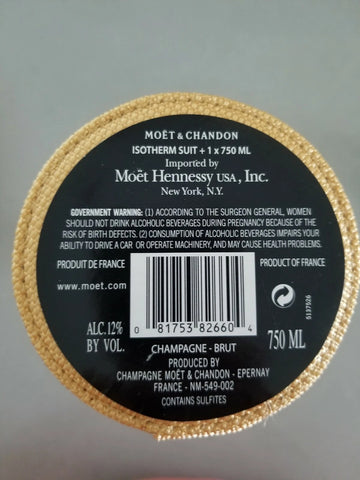 MOËT & CHANDON
ISOTHERM SUIT + 1 x 750 ML
Imported by
Moët Hennessy USA, Inc.
New York, N.Y.
GOVERNMENT WARNING: (1) ACCORDING TO THE SURGEON GENERAL, WOMEN
SHOULD NOT DRINK ALCOHOLIC BEVERAGES DURING PREGNANCY BECAUSE OF THE
RISK OF BIRTH DEFECTS. (2) CONSUMPTION OF ALCOHOLIC BEVERAGES IMPAIRS YOUR
ABILITY TO DRIVE A CAR OR OPERATE MACHINERY, AND MAY CAUSE HEALTH PROBLEMS.
PRODUIT DE FRANCE
PRODUCT OF FRANCE
www.moet.com
5137526
ALC.12%
BY VOL.
0 81753 82660 4
750 ML
CHAMPAGNE - BRUT
PRODUCED BY
CHAMPAGNE MOËT & CHANDON - EPERNAY
FRANCE - NM-549-002
CONTAINS SULFITES